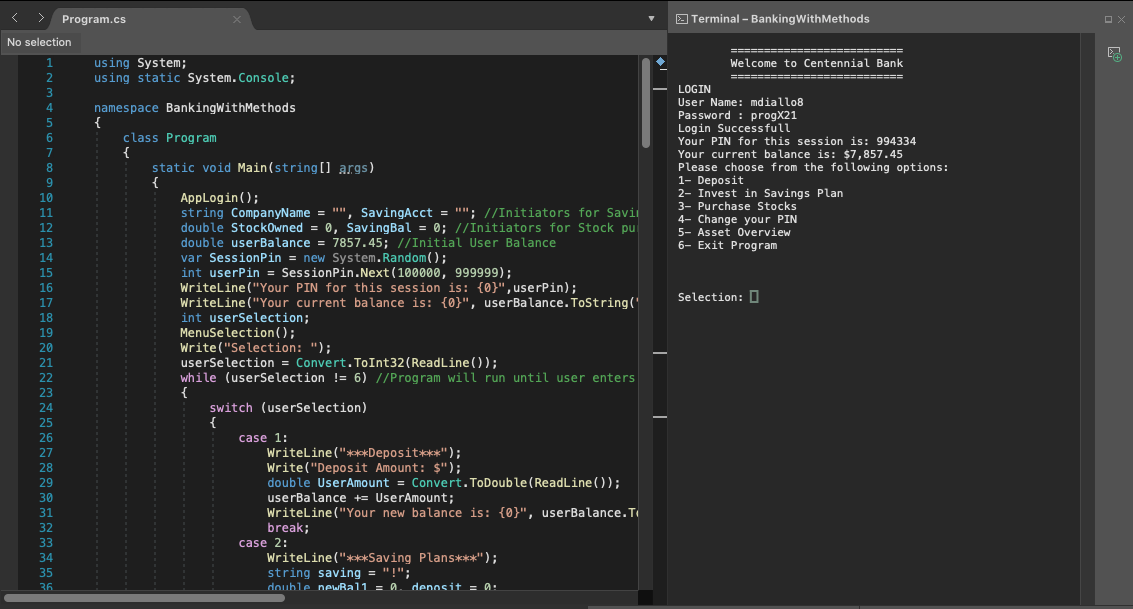 Program.cs
No selection
1 using System;
2 using static System.Console;
3
4 namespace BankingWithMethods
5 {
6 class Program
7 {
8 static void Main(string[] args)
9 {
10 AppLogin();
11 string CompanyName = "", SavingAcct = ""; //Initiators for Savin
12 double StockOwned = 0, SavingBal = 0; //Initiators for Stock pu
13 double userBalance = 7857.45; //Initial User Balance
14 var SessionPin = new System.Random();
15 int userPin = SessionPin.Next(100000, 999999);
16 WriteLine("Your PIN for this session is: {0}",userPin);
17 WriteLine("Your current balance is: {0}", userBalance.ToString("
18 int userSelection;
19 MenuSelection();
20 Write("Selection: ");
21 userSelection = Convert.ToInt32(ReadLine());
22 while (userSelection != 6) //Program will run until user enters
23 {
24 switch (userSelection)
25 {
26 case 1:
27 WriteLine("***Deposit***");
28 Write("Deposit Amount: $");
29 double UserAmount = Convert.ToDouble(ReadLine());
30 userBalance += UserAmount;
31 WriteLine("Your new balance is: {0}", userBalance.To
32 break;
33 case 2:
34 WriteLine("***Saving Plans***");
35 string saving = "!";
36 double newBal1 = 0, deposit = 0;
Terminal – BankingWithMethods
==========================
Welcome to Centennial Bank
==========================
LOGIN
User Name: mdiallo8
Password : progX21
Login Successfull
Your PIN for this session is: 994334
Your current balance is: $7,857.45
Please choose from the following options:
1- Deposit
2- Invest in Savings Plan
3- Purchase Stocks
4- Change your PIN
5- Asset Overview
6- Exit Program
Selection: